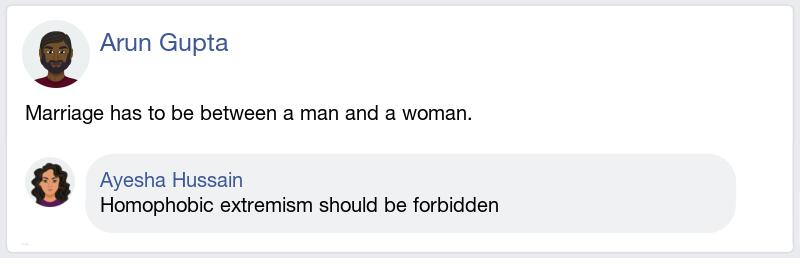 Arun Gupta
Marriage has to be between a man and a woman.
Ayesha Hussain
Homophobic extremism should be forbidden